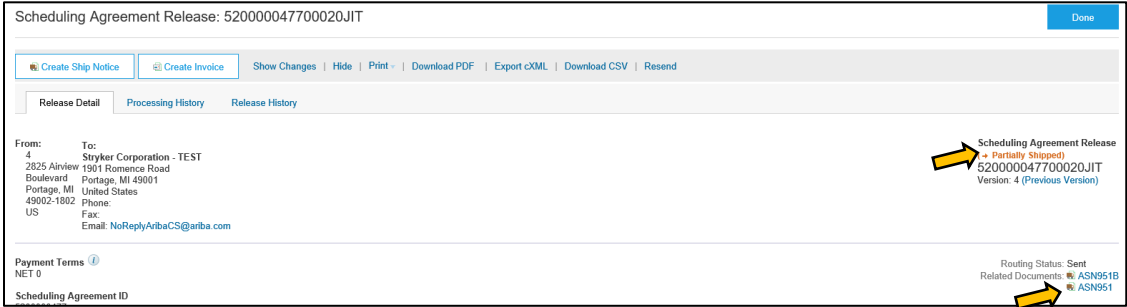 Scheduling Agreement Release: 520000047700020JIT
Done
Create Ship Notice
Create Invoice
Show Changes | Hide | Print | Download PDF | Export cXML | Download CSV | Resend
Release Detail
Processing History
Release History
From:
4
2825 Airview
Boulevard
Portage, MI
49002-1802
US
To:
Stryker Corporation - TEST
1901 Romence Road
Portage, MI 49001
United States
Phone:
Fax:
Email: NoReplyAribaCS@ariba.com
Scheduling Agreement Release
(→ Partially Shipped)
520000047700020JIT
Version: 4 (Previous Version)
Payment Terms
NET 0
Routing Status: Sent
Related Documents: ASN951B
ASN951
Scheduling Agreement ID